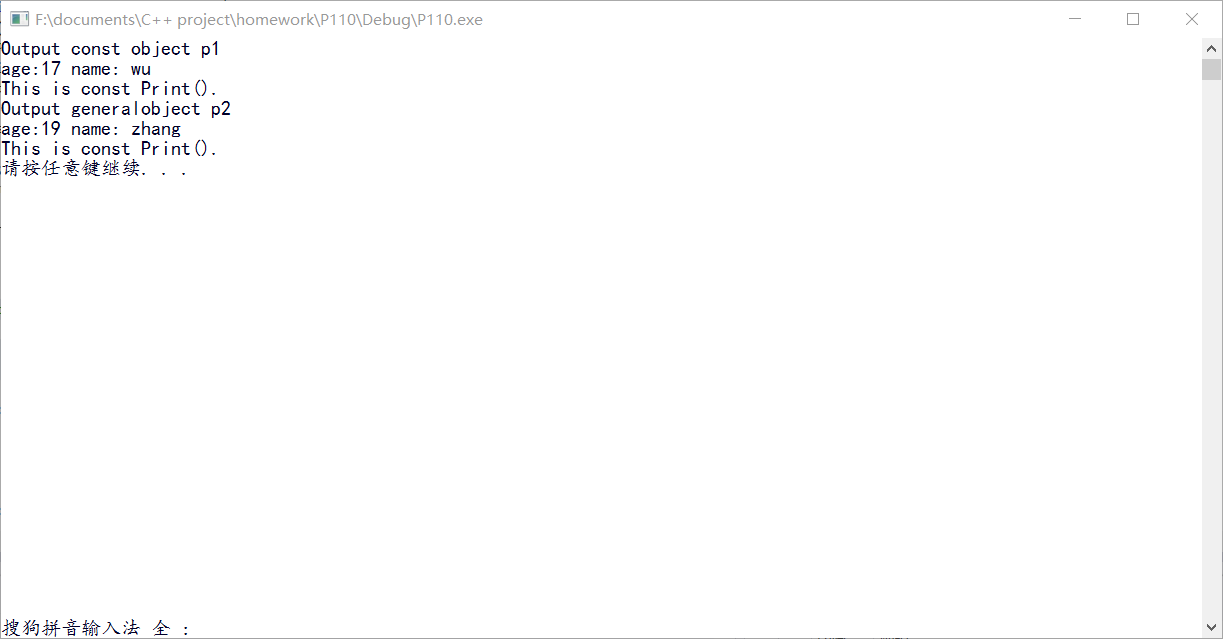 F:\documents\C++ project\homework\P110\Debug\P110.exe
Output const object p1
age:17 name: wu
This is const Print().
Output generalobject p2
age:19 name: zhang
This is const Print().
请按任意键继续. . .
搜狗拼音输入法 全 :